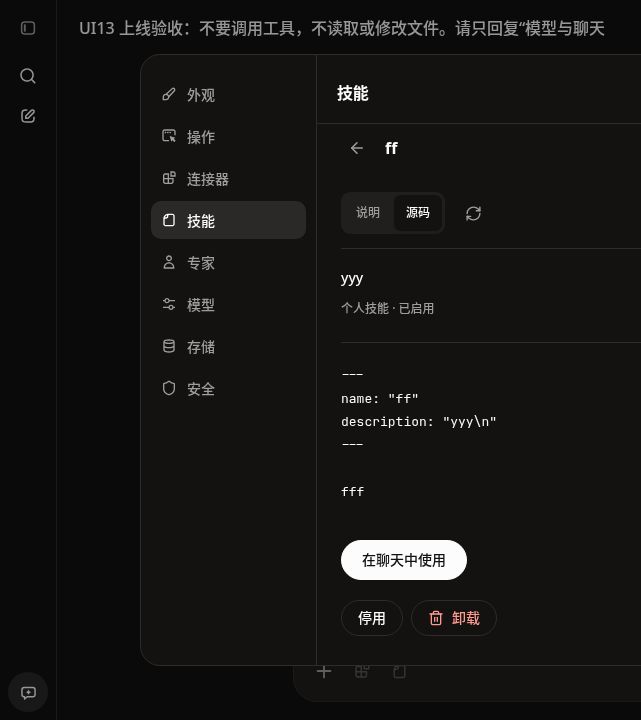 UI13 上线验收：不要调用工具，不读取或修改文件。请只回复“模型与聊天
外观
操作
连接器
技能
专家
模型
存储
安全
技能
ff
说明
源码
yyy
个人技能 · 已启用
---
name: "ff"
description: "yyy\n"
---
fff
在聊天中使用
停用
卸载